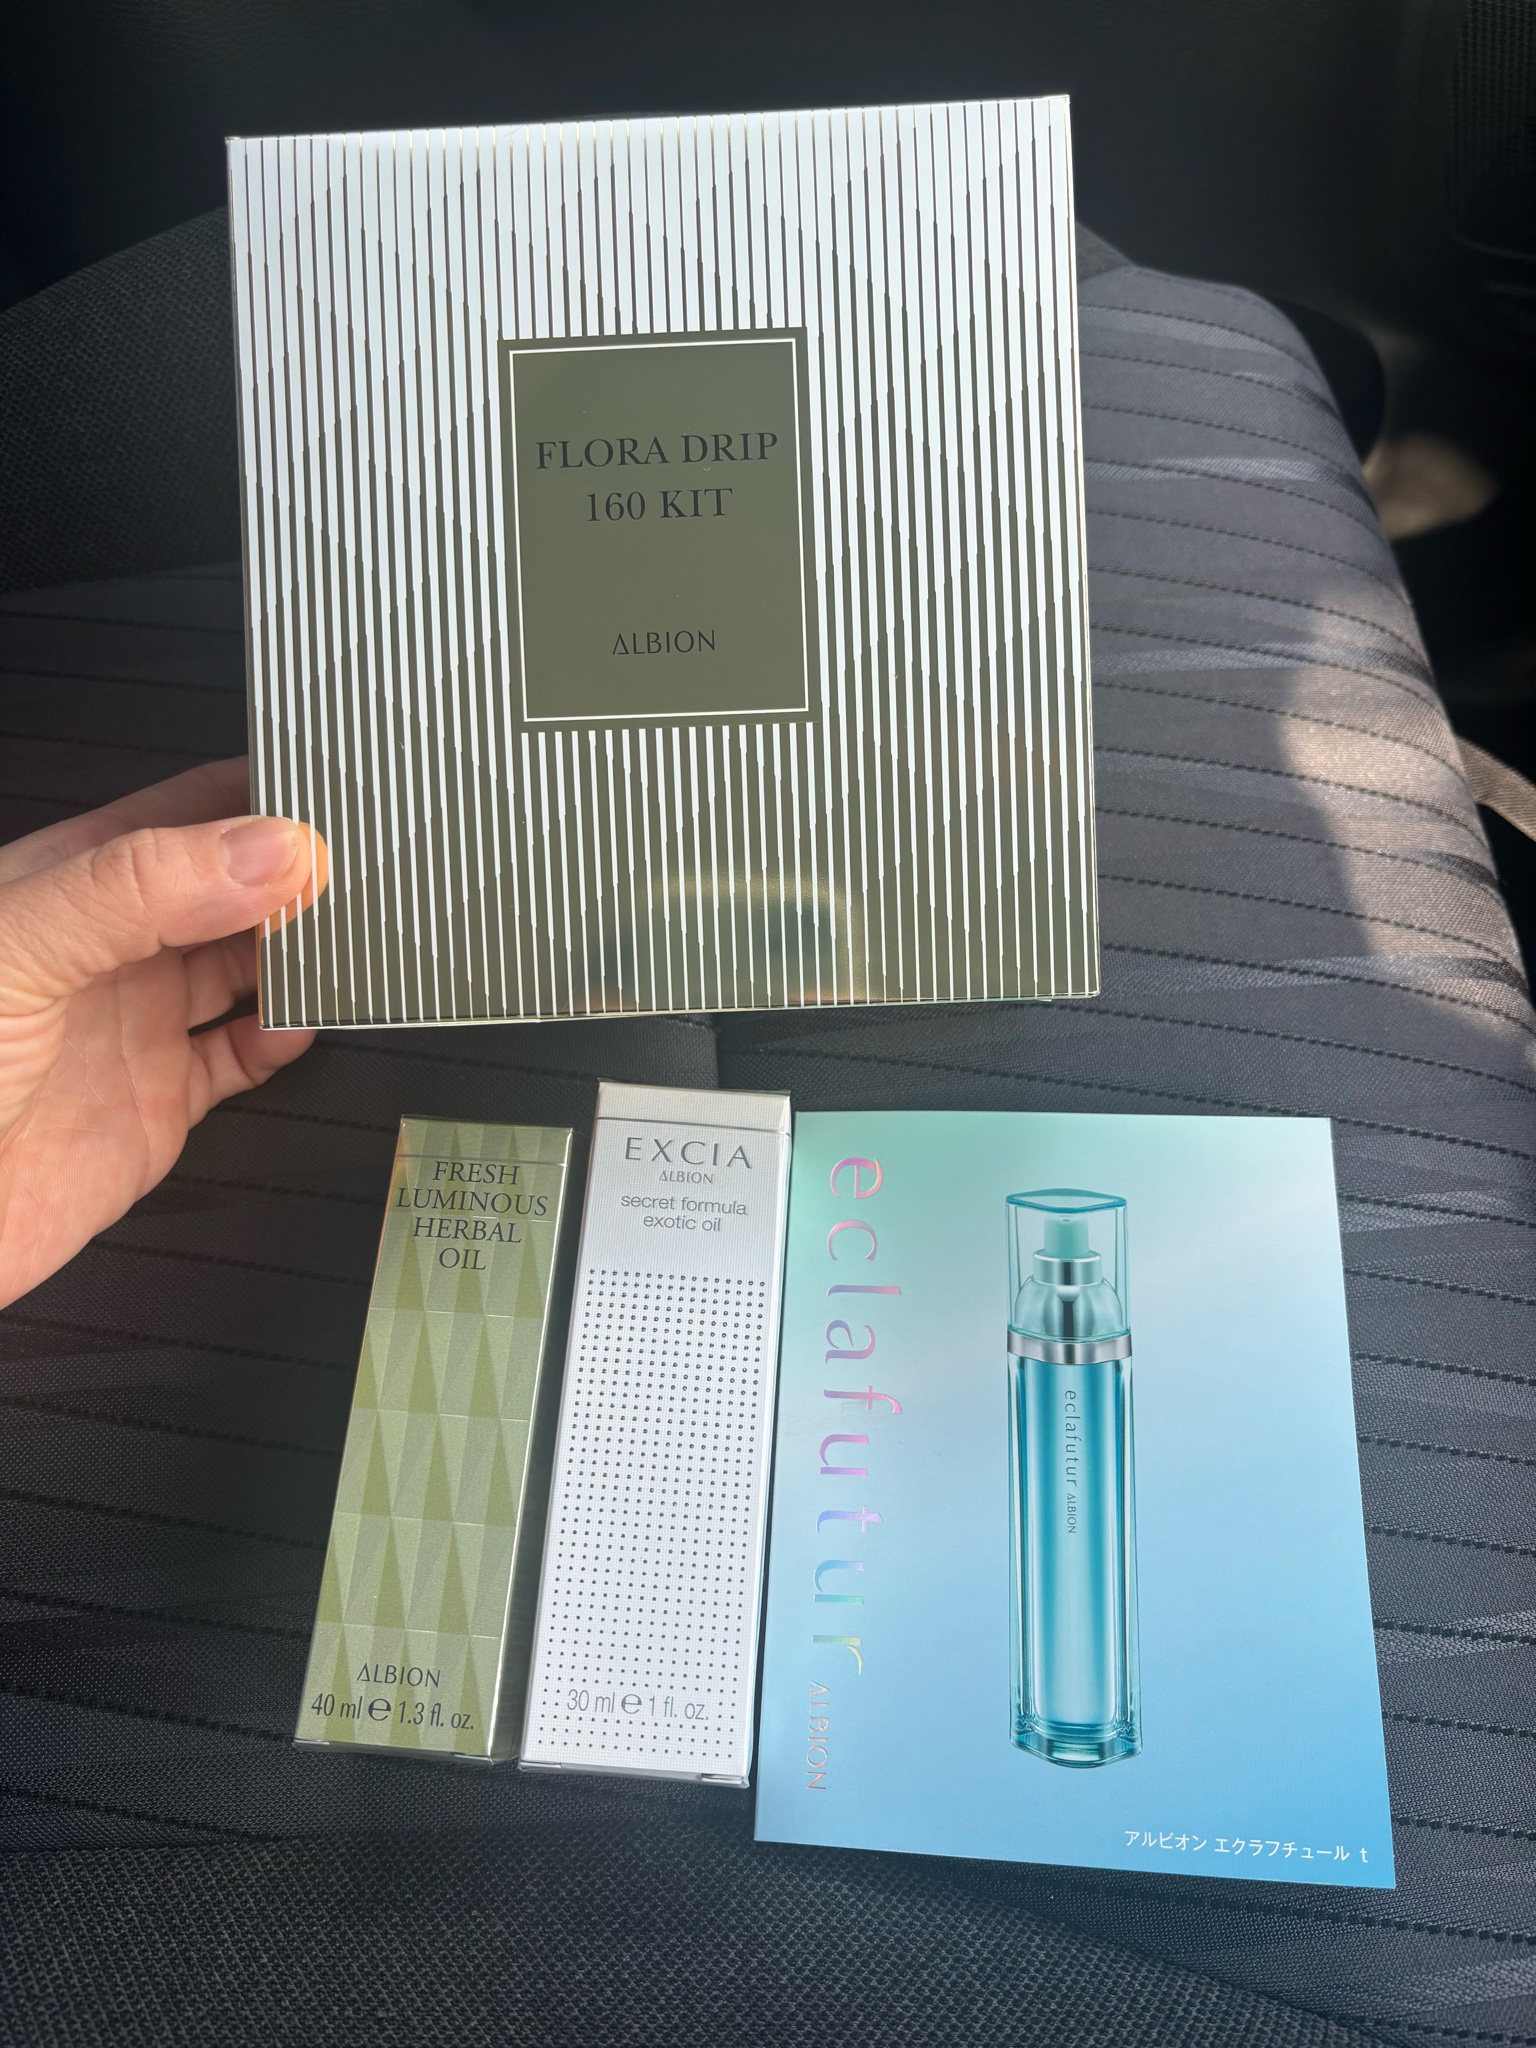 FLORA DRIP
160 KIT
ALBION
FRESH
LUMINOUS
HERBAL
OIL
ALBION
40 ml ℮ 1.3 fl. oz.
EXCIA
ALBION
secret formula
exotic oil
30 ml ℮ 1 fl. oz.
eclafutur ALBION
eclafutur ALBION
アルビオン エクラフチュール t